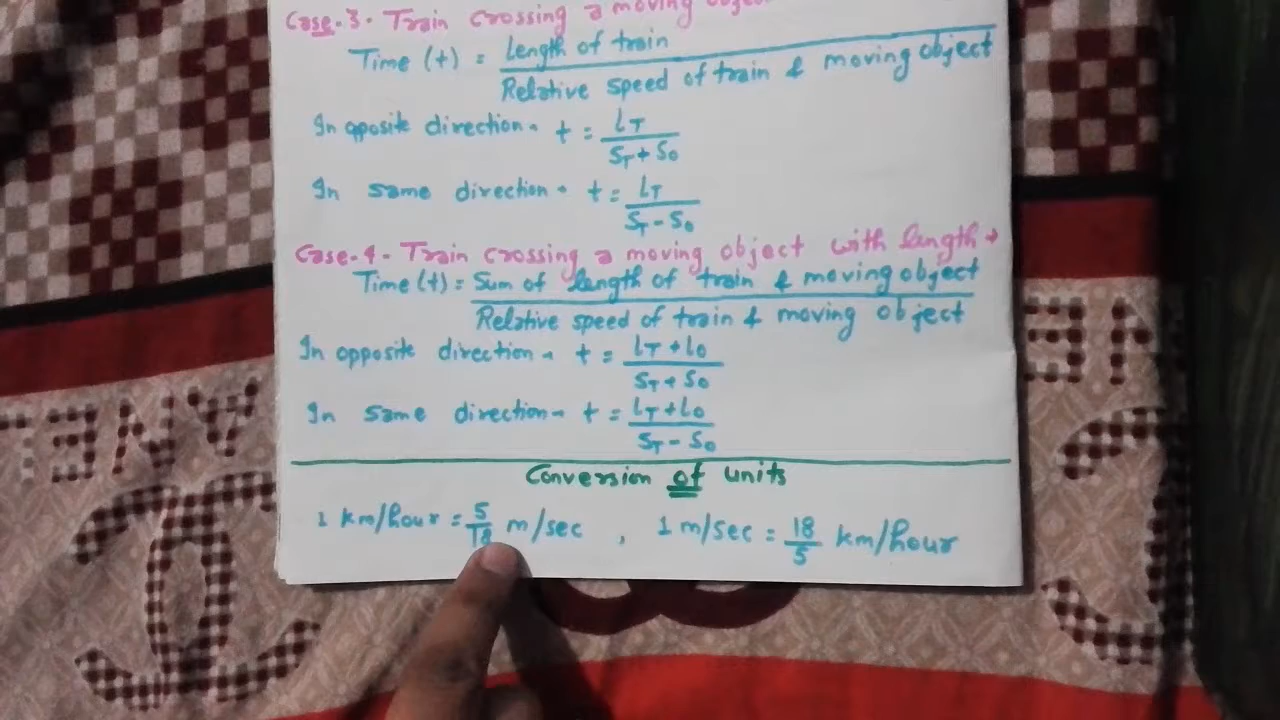 Case-3- Train crossing a moving object
Time (t) = Length of train / Relative speed of train & moving object
In opposite direction- t = LT / ST + SO
In same direction- t = LT / ST - SO
Case-4- Train crossing a moving object with length →
Time (t) = Sum of length of train & moving object / Relative speed of train & moving object
In opposite direction- t = LT + LO / ST + SO
In same direction- t = LT + LO / ST - SO
Conversion of units
1 km/hour = 5/18 m/sec , 1 m/sec = 18/5 km/hour